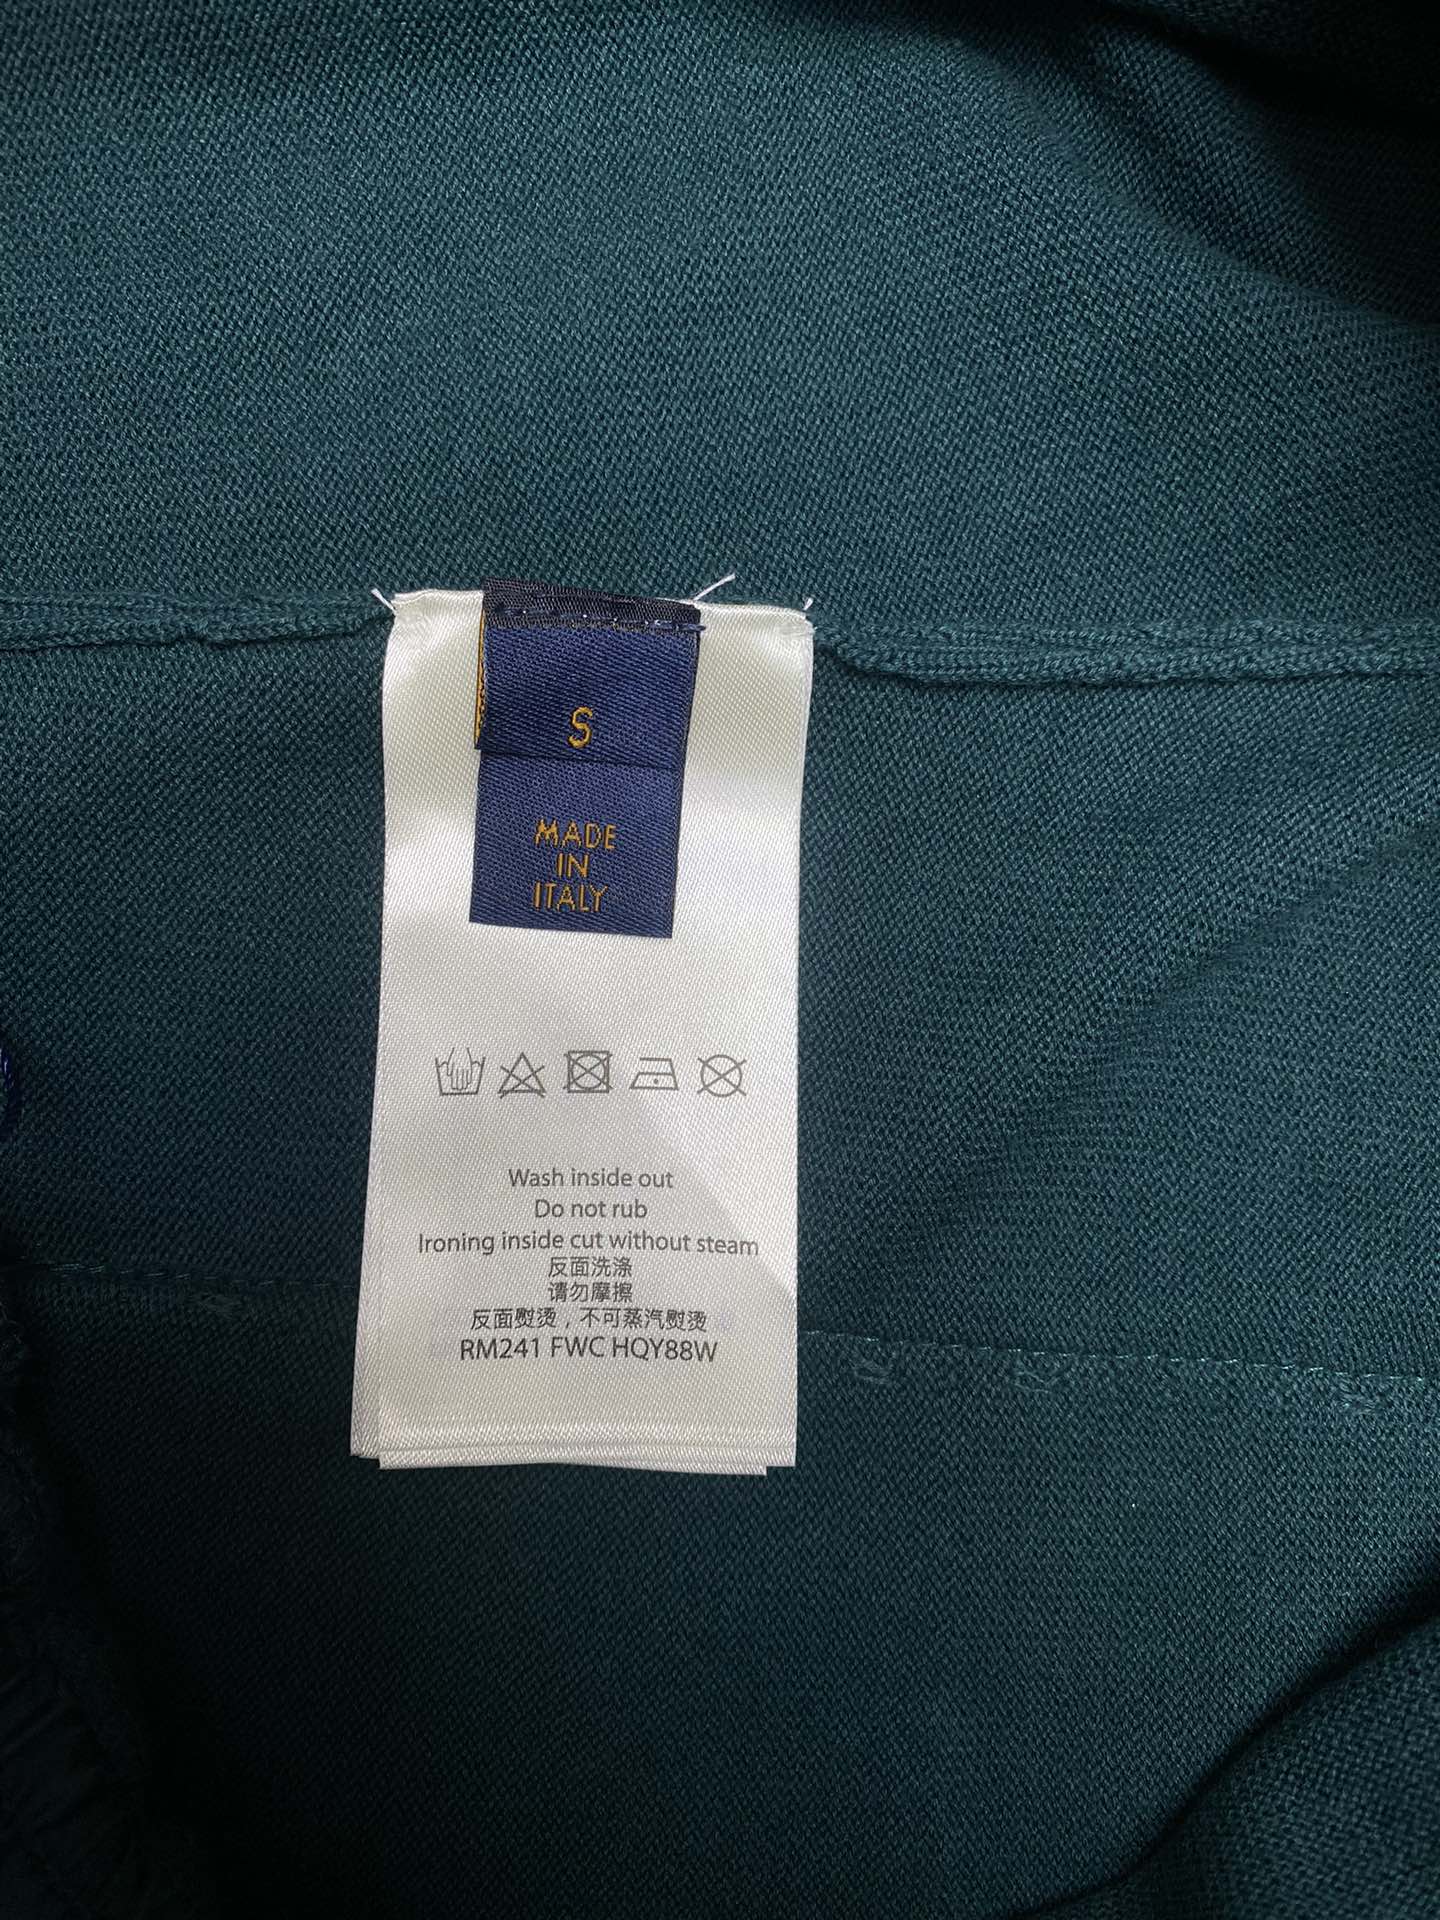 S
MADE
IN
ITALY
Wash inside out
Do not rub
Ironing inside cut without steam
反面洗涤
请勿摩擦
反面熨烫，不可蒸汽熨烫
RM241 FWC HQY88W